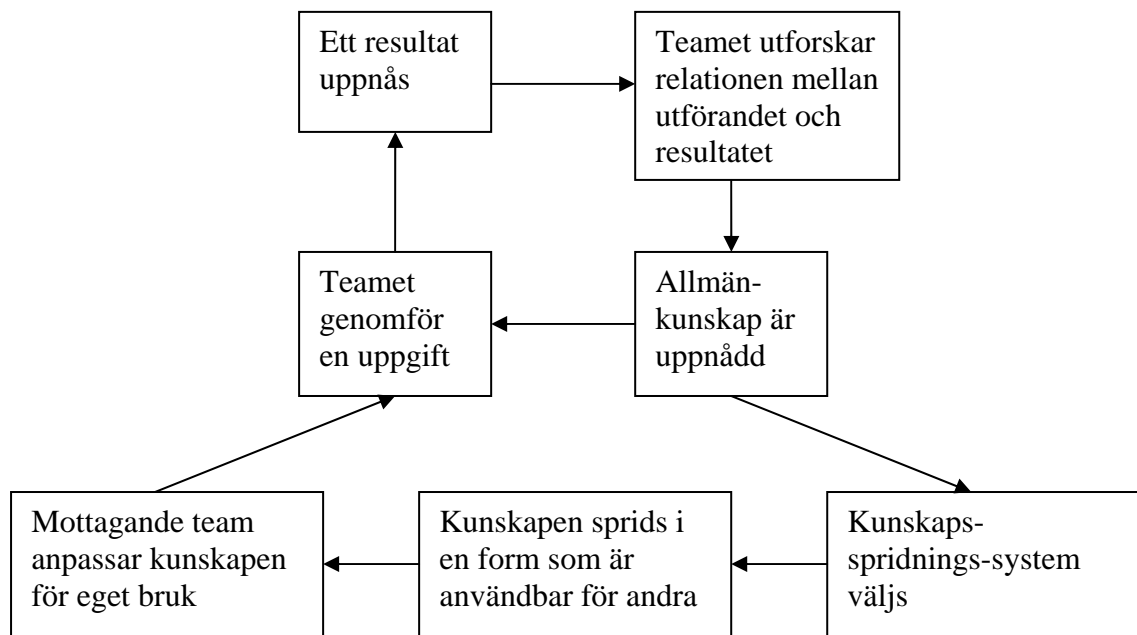 Ett resultat
uppnås
Teamet utforskar
relationen mellan
utförandet och
resultatet
Teamet
genomför
en uppgift
Allmän-
kunskap är
uppnådd
Mottagande team
anpassar kunskapen
för eget bruk
Kunskapen sprids i
en form som är
användbar för andra
Kunskaps-
spridnings-system
väljs